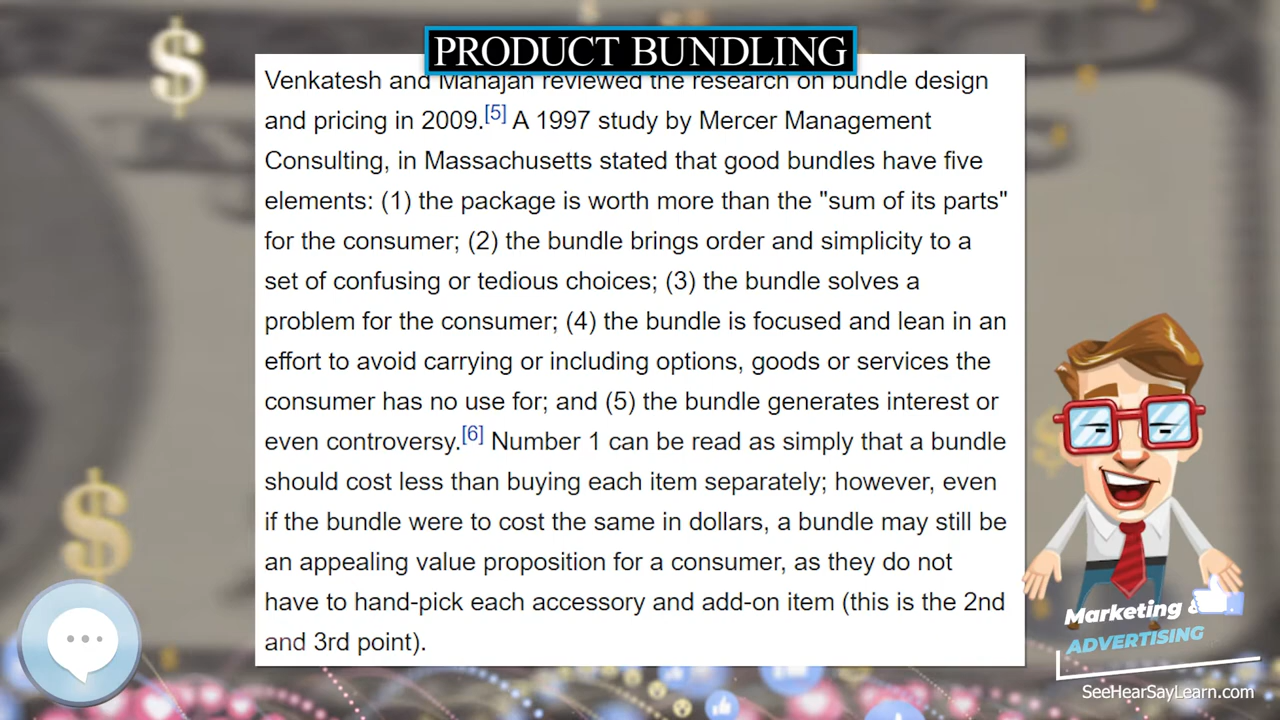 PRODUCT BUNDLING
Venkatesh and Mahajan reviewed the research on bundle design
and pricing in 2009.[5] A 1997 study by Mercer Management
Consulting, in Massachusetts stated that good bundles have five
elements: (1) the package is worth more than the "sum of its parts"
for the consumer; (2) the bundle brings order and simplicity to a
set of confusing or tedious choices; (3) the bundle solves a
problem for the consumer; (4) the bundle is focused and lean in an
effort to avoid carrying or including options, goods or services the
consumer has no use for; and (5) the bundle generates interest or
even controversy.[6] Number 1 can be read as simply that a bundle
should cost less than buying each item separately; however, even
if the bundle were to cost the same in dollars, a bundle may still be
an appealing value proposition for a consumer, as they do not
have to hand-pick each accessory and add-on item (this is the 2nd
and 3rd point).
Marketing &
ADVERTISING
SeeHearSayLearn.com